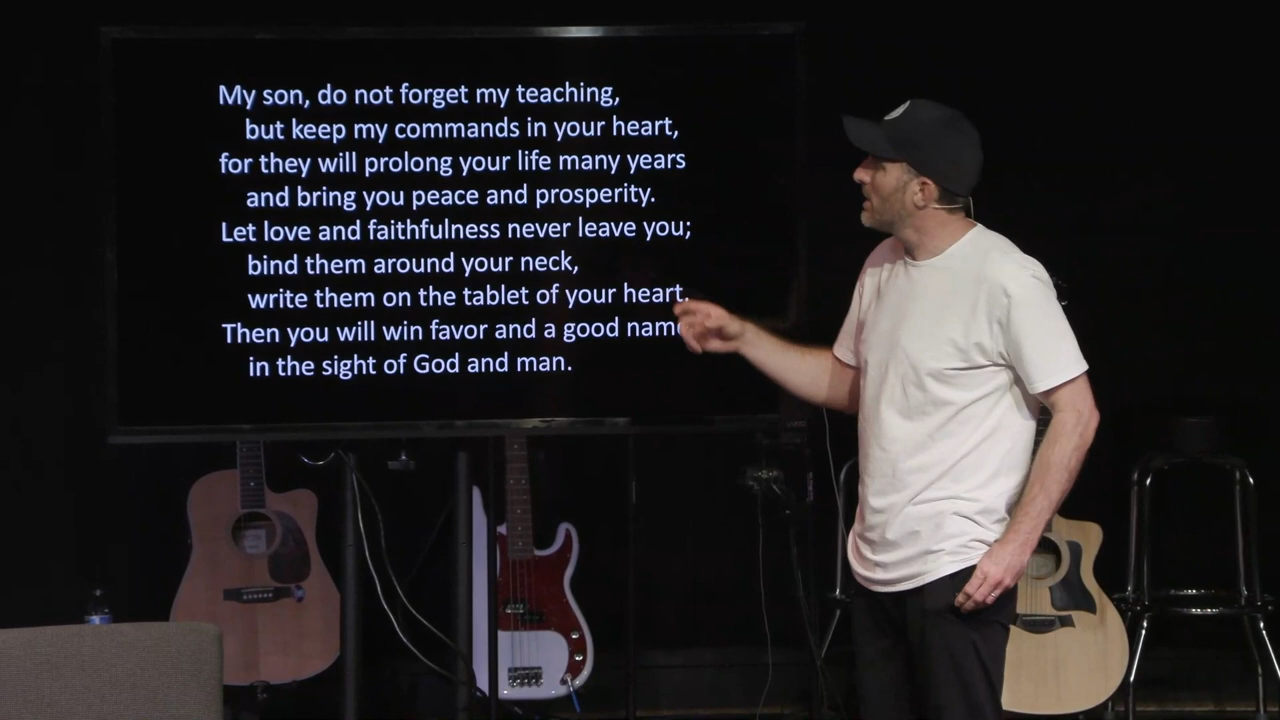 My son, do not forget my teaching,
but keep my commands in your heart,
for they will prolong your life many years
and bring you peace and prosperity.
Let love and faithfulness never leave you;
bind them around your neck,
write them on the tablet of your heart.
Then you will win favor and a good name
in the sight of God and man.